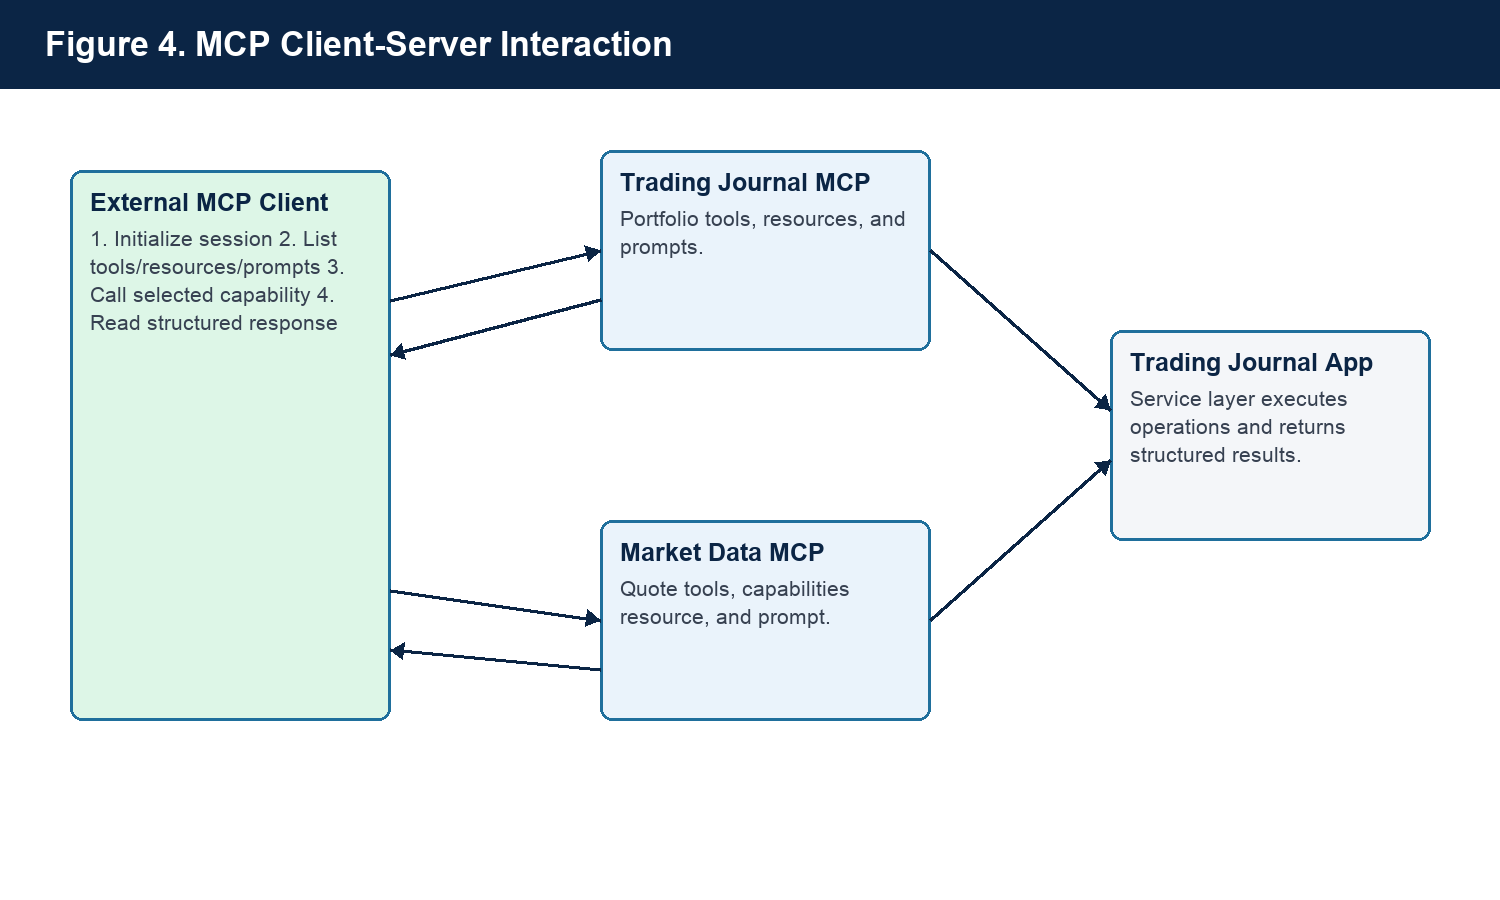 Figure 4. MCP Client-Server Interaction
External MCP Client
1. Initialize session 2. List
tools/resources/prompts 3.
Call selected capability 4.
Read structured response
Trading Journal MCP
Portfolio tools, resources, and
prompts.
Market Data MCP
Quote tools, capabilities
resource, and prompt.
Trading Journal App
Service layer executes
operations and returns
structured results.